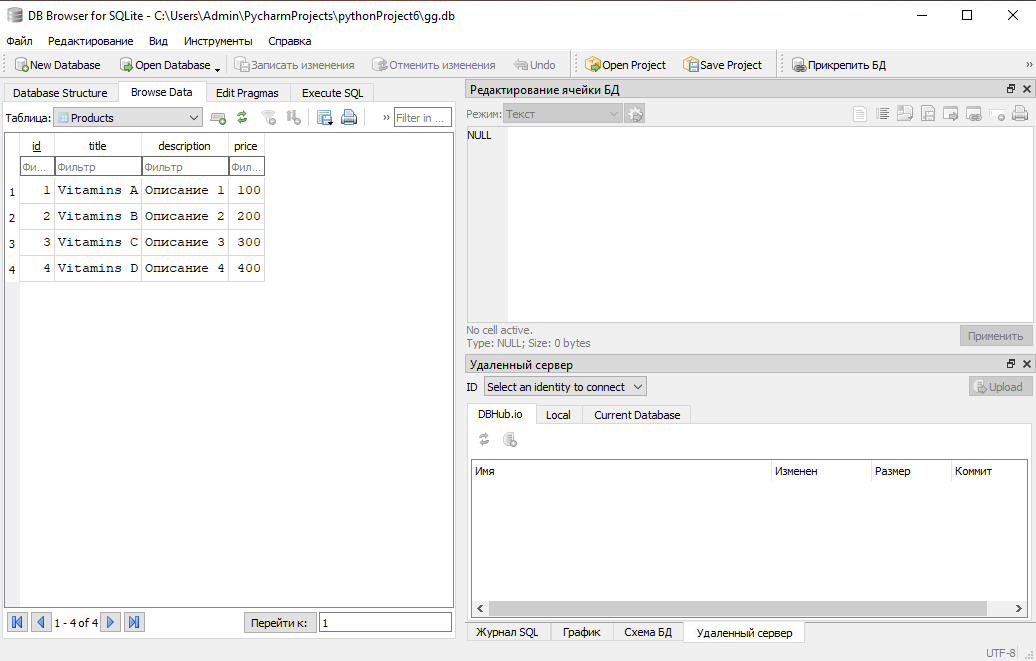 DB Browser for SQLite - C:\Users\Admin\PycharmProjects\pythonProject6\gg.db
Файл Редактирование Вид Инструменты Справка
New Database Open Database Записать изменения Отменить изменения Undo Open Project Save Project Прикрепить БД »
Database Structure Browse Data Edit Pragmas Execute SQL
Таблица: Products » Filter in ...
id title description price
Фи... Фильтр Фильтр Фил...
1 1 Vitamins A Описание 1 100
2 2 Vitamins B Описание 2 200
3 3 Vitamins C Описание 3 300
4 4 Vitamins D Описание 4 400
1 - 4 of 4 Перейти к: 1
Редактирование ячейки БД
Режим: Текст
NULL
No cell active.
Type: NULL; Size: 0 bytes
Применить
Удаленный сервер
ID Select an identity to connect Upload
DBHub.io Local Current Database
Имя Изменен Размер Коммит
Журнал SQL График Схема БД Удаленный сервер
UTF-8